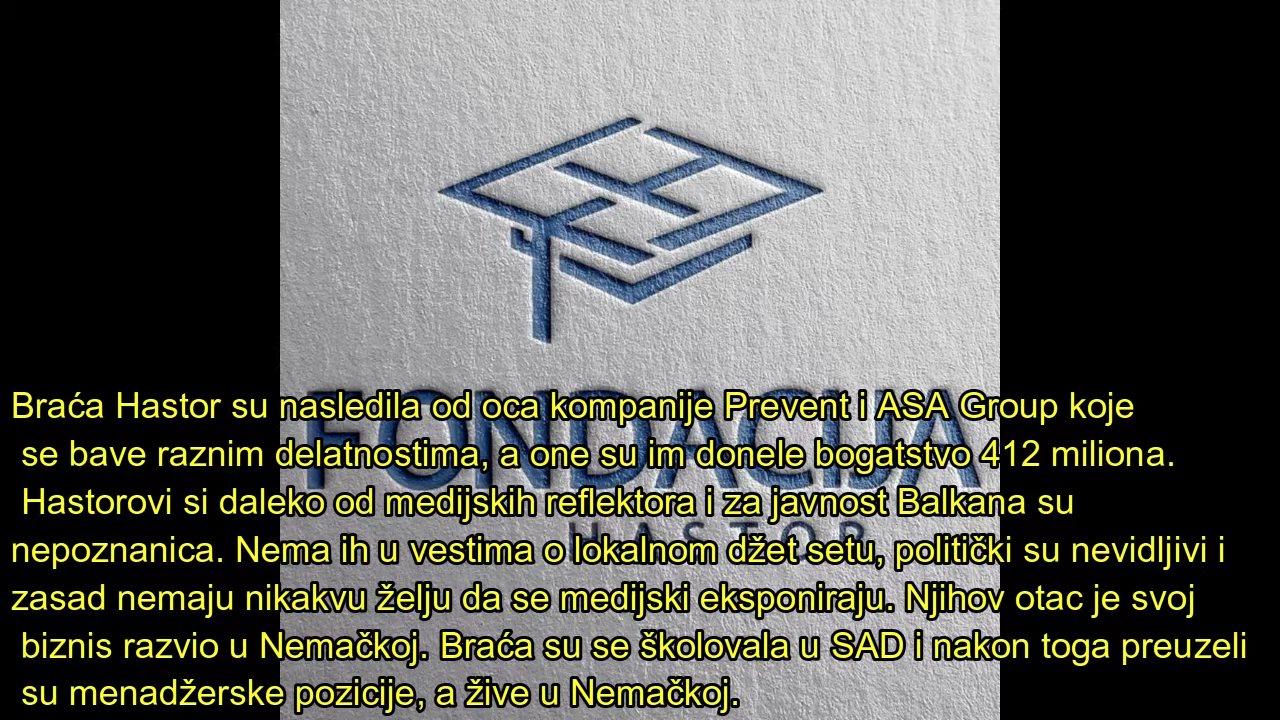 Braća Hastor su nasledila od oca kompanije Prevent i ASA Group koje
se bave raznim delatnostima, a one su im donele bogatstvo 412 miliona.
Hastorovi si daleko od medijskih reflektora i za javnost Balkana su
nepoznanica. Nema ih u vestima o lokalnom džet setu, politički su nevidljivi i
zasad nemaju nikakvu želju da se medijski eksponiraju. Njihov otac je svoj
biznis razvio u Nemačkoj. Braća su se školovala u SAD i nakon toga preuzeli
su menadžerske pozicije, a žive u Nemačkoj.
FONDACIJA
HASTOR